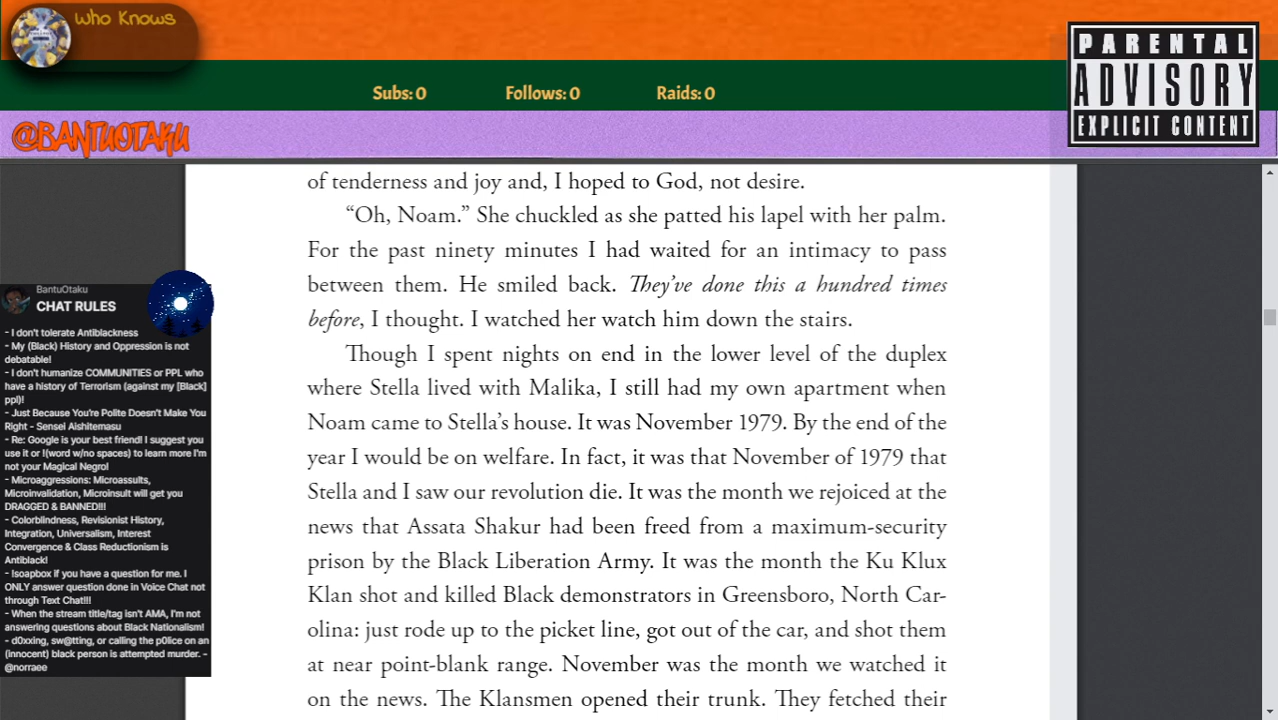 Who Knows
PARENTAL
ADVISORY
EXPLICIT CONTENT
Subs: 0
Follows: 0
Raids: 0
@BANTUOTAKU
of tenderness and joy and, I hoped to God, not desire.
“Oh, Noam.” She chuckled as she patted his lapel with her palm.
For the past ninety minutes I had waited for an intimacy to pass
between them. He smiled back. They’ve done this a hundred times
before, I thought. I watched her watch him down the stairs.
Though I spent nights on end in the lower level of the duplex
where Stella lived with Malika, I still had my own apartment when
Noam came to Stella’s house. It was November 1979. By the end of the
year I would be on welfare. In fact, it was that November of 1979 that
Stella and I saw our revolution die. It was the month we rejoiced at the
news that Assata Shakur had been freed from a maximum-security
prison by the Black Liberation Army. It was the month the Ku Klux
Klan shot and killed Black demonstrators in Greensboro, North Car-
olina: just rode up to the picket line, got out of the car, and shot them
at near point-blank range. November was the month we watched it
on the news. The Klansmen opened their trunk. They fetched their
BantuOtaku
CHAT RULES
- I don't tolerate Antiblackness
- My (Black) History and Oppression is not
debatable!
- I don't humanize COMMUNITIES or PPL who
have a history of Terrorism (against my [Black]
ppl)!
- Just Because You're Polite Doesn't Make You
Right - Sensei Aishitemasu
- Re: Google is your best friend! I suggest you
use it or !(word w/no spaces) to learn more I'm
not your Magical Negro!
- Microaggressions: Microassults,
Microinvalidation, Microinsult will get you
DRAGGED & BANNED!!!
- Colorblindness, Revisionist History,
Integration, Universalism, Interest
Convergence & Class Reductionism is
Antiblack!
- !soapbox if you have a question for me. I
ONLY answer question done in Voice Chat not
through Text Chat!!!
- When the stream title/tag isn't AMA, I'm not
answering questions about Black Nationalism!
- d0xxing, sw@tting, or calling the p0lice on an
(innocent) black person is attempted murder. -
@norraee